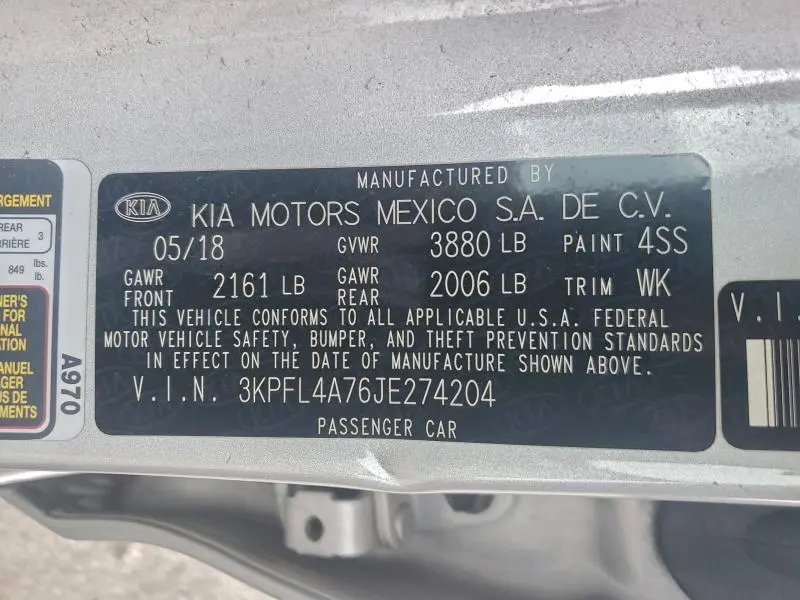 MANUFACTURED BY
KIA KIA MOTORS MEXICO S.A. DE C.V.
05/18 GVWR 3880 LB PAINT 4SS
GAWR FRONT 2161 LB GAWR REAR 2006 LB TRIM WK
THIS VEHICLE CONFORMS TO ALL APPLICABLE U.S.A. FEDERAL
MOTOR VEHICLE SAFETY, BUMPER, AND THEFT PREVENTION STANDARDS
IN EFFECT ON THE DATE OF MANUFACTURE SHOWN ABOVE.
V.I.N. 3KPFL4A76JE274204
PASSENGER CAR
REAR
3
849 lbs.
lb.
FOR
MANUEL
A970
V.I.